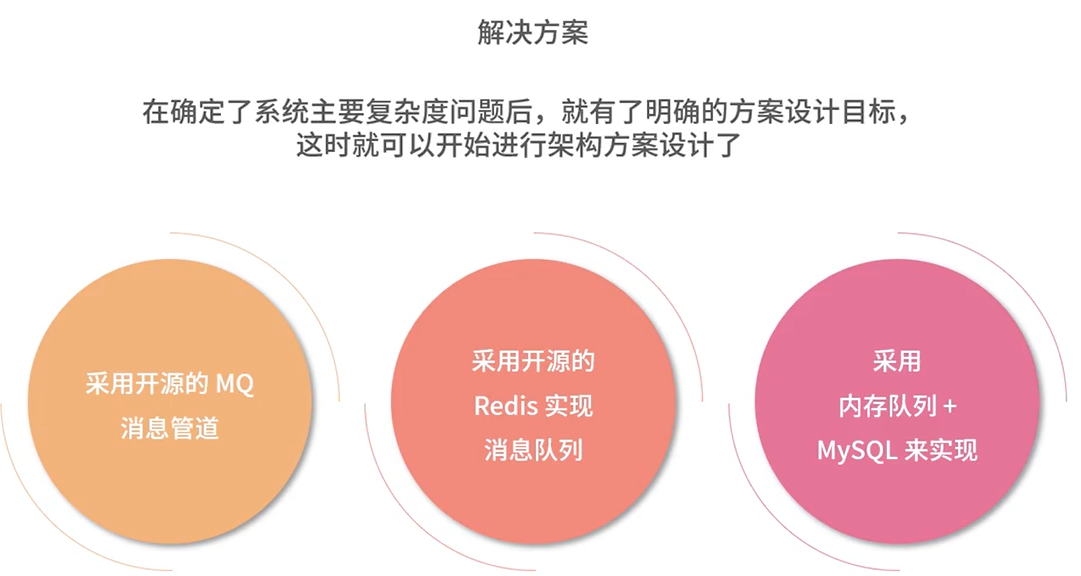 解决方案
在确定了系统主要复杂度问题后，就有了明确的方案设计目标，
这时就可以开始进行架构方案设计了
采用开源的 MQ
消息管道
采用开源的
Redis 实现
消息队列
采用
内存队列 +
MySQL 来实现